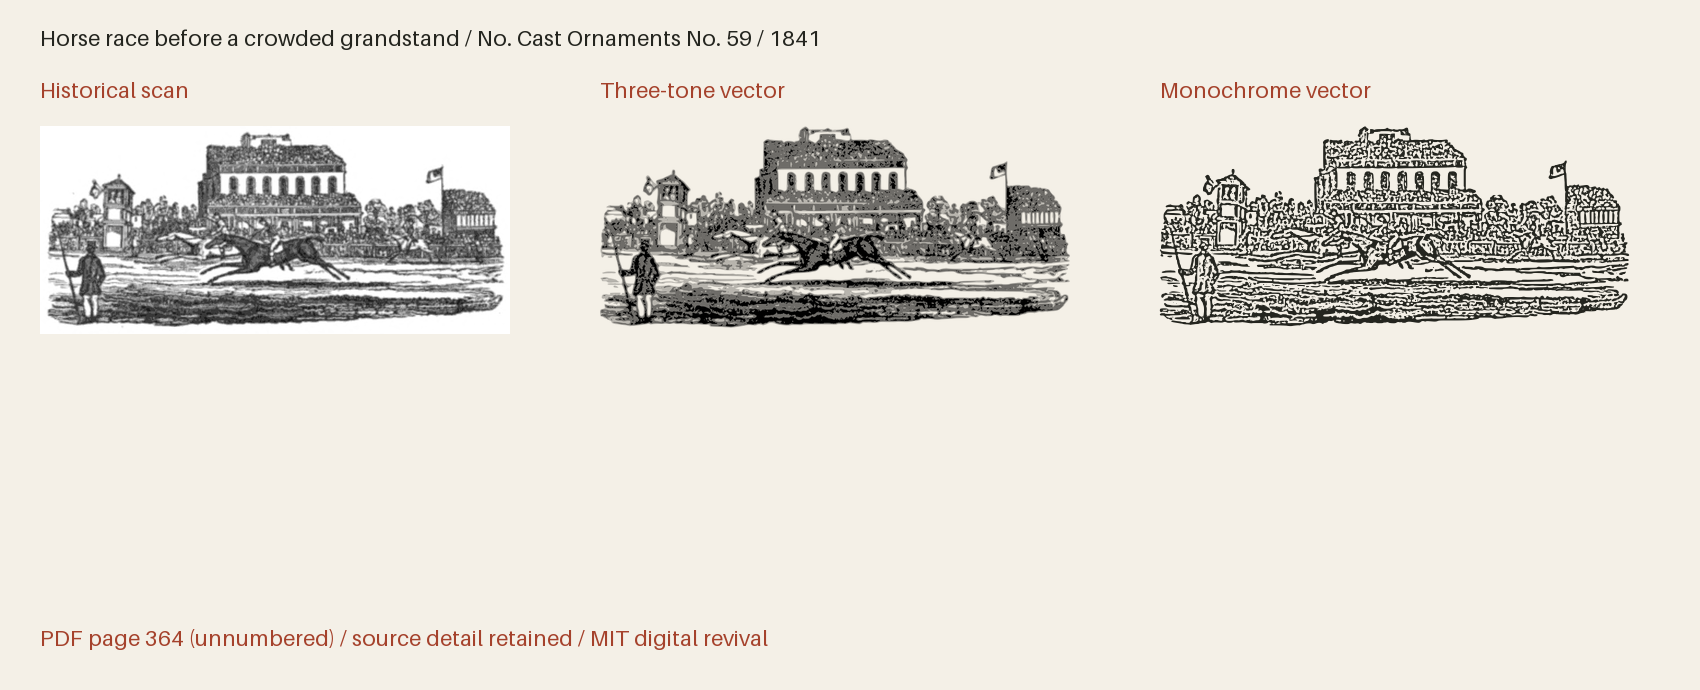 Horse race before a crowded grandstand / No. Cast Ornaments No. 59 / 1841
Historical scan
Three-tone vector
Monochrome vector
PDF page 364 (unnumbered) / source detail retained / MIT digital revival